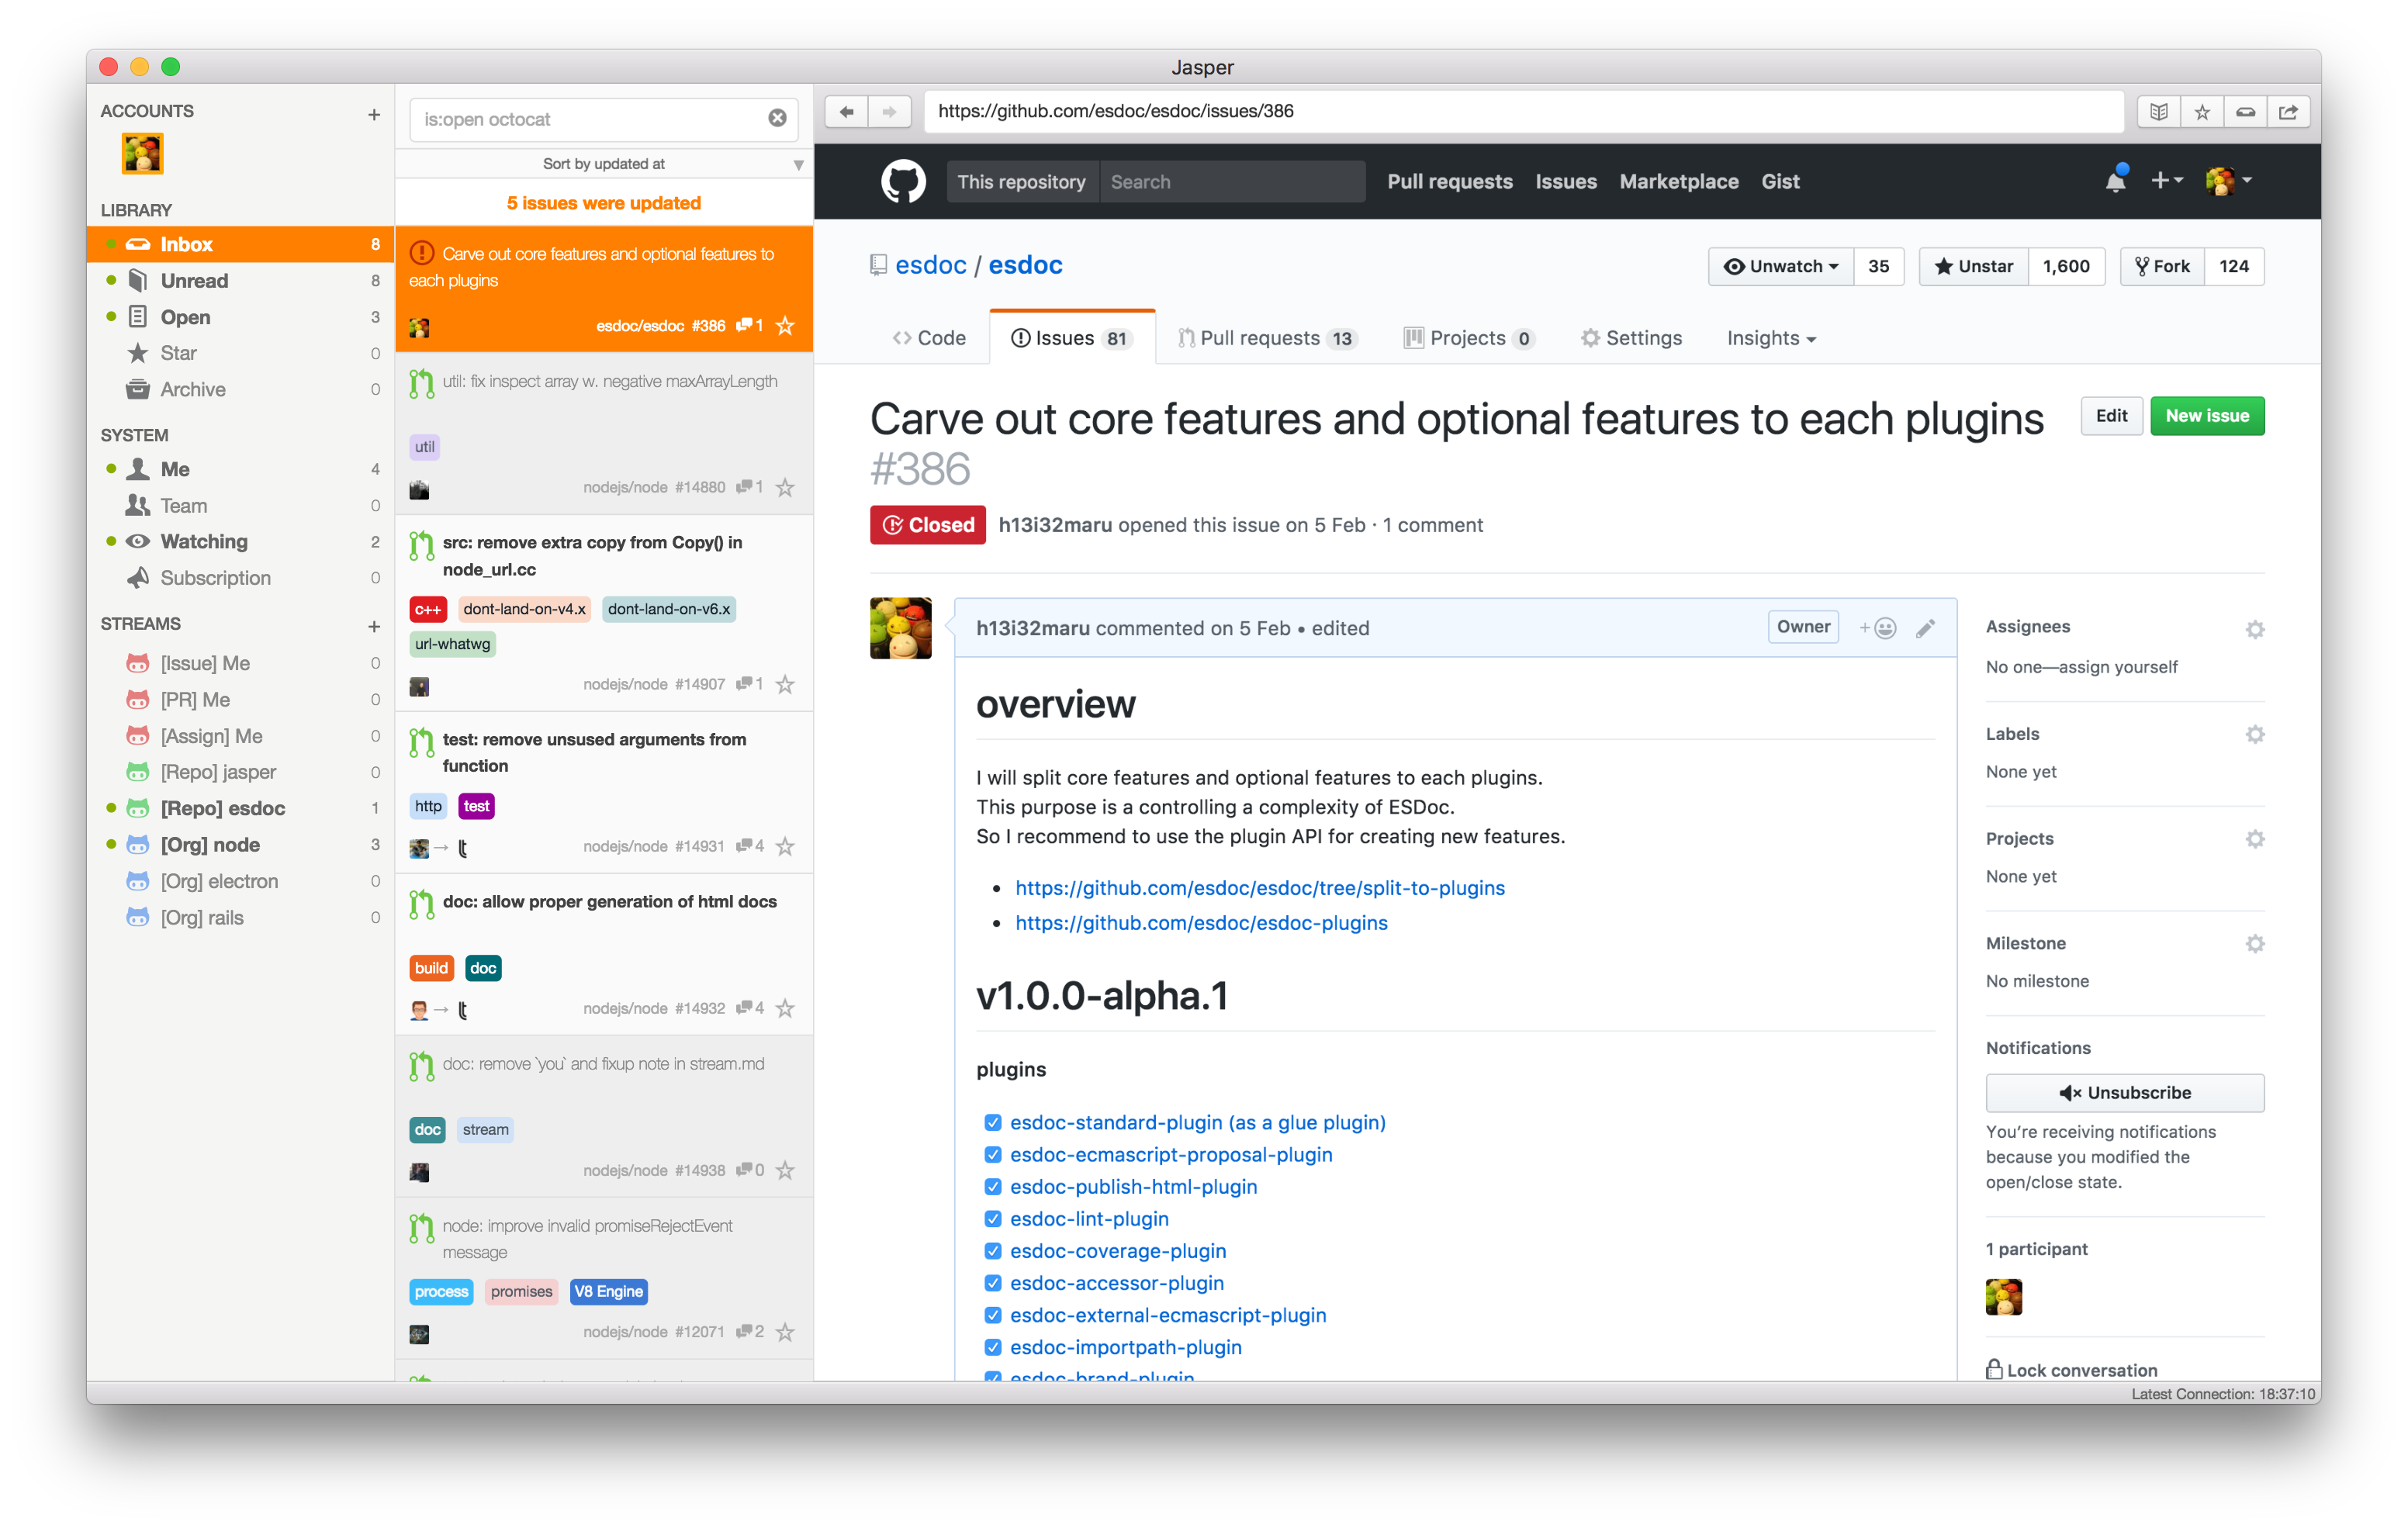 Jasper
ACCOUNTS
+
LIBRARY
Inbox 8
Unread 8
Open 3
Star 0
Archive 0
SYSTEM
Me 4
Team 0
Watching 2
Subscription 0
STREAMS
+
[Issue] Me 0
[PR] Me 0
[Assign] Me 0
[Repo] jasper 0
[Repo] esdoc 1
[Org] node 3
[Org] electron 0
[Org] rails 0
is:open octocat
Sort by updated at
5 issues were updated
Carve out core features and optional features to
each plugins
esdoc/esdoc #386 1
util: fix inspect array w. negative maxArrayLength
util
nodejs/node #14880 1
src: remove extra copy from Copy() in
node_url.cc
c++ dont-land-on-v4.x dont-land-on-v6.x
url-whatwg
nodejs/node #14907 1
test: remove unsused arguments from
function
http test
nodejs/node #14931 4
doc: allow proper generation of html docs
build doc
nodejs/node #14932 4
doc: remove `you` and fixup note in stream.md
doc stream
nodejs/node #14938 0
node: improve invalid promiseRejectEvent
message
process promises V8 Engine
nodejs/node #12071 2
https://github.com/esdoc/esdoc/issues/386
This repository Search Pull requests Issues Marketplace Gist
esdoc / esdoc
Unwatch 35 Unstar 1,600 Fork 124
Code Issues 81 Pull requests 13 Projects 0 Settings Insights
Carve out core features and optional features to each plugins
#386
Edit New issue
Closed h13i32maru opened this issue on 5 Feb · 1 comment
h13i32maru commented on 5 Feb • edited Owner
overview
I will split core features and optional features to each plugins.
This purpose is a controlling a complexity of ESDoc.
So I recommend to use the plugin API for creating new features.
• https://github.com/esdoc/esdoc/tree/split-to-plugins
• https://github.com/esdoc/esdoc-plugins
v1.0.0-alpha.1
plugins
esdoc-standard-plugin (as a glue plugin)
esdoc-ecmascript-proposal-plugin
esdoc-publish-html-plugin
esdoc-lint-plugin
esdoc-coverage-plugin
esdoc-accessor-plugin
esdoc-external-ecmascript-plugin
esdoc-importpath-plugin
esdoc-brand-plugin
Assignees
No one—assign yourself
Labels
None yet
Projects
None yet
Milestone
No milestone
Notifications
Unsubscribe
You're receiving notifications
because you modified the
open/close state.
1 participant
Lock conversation
Latest Connection: 18:37:10